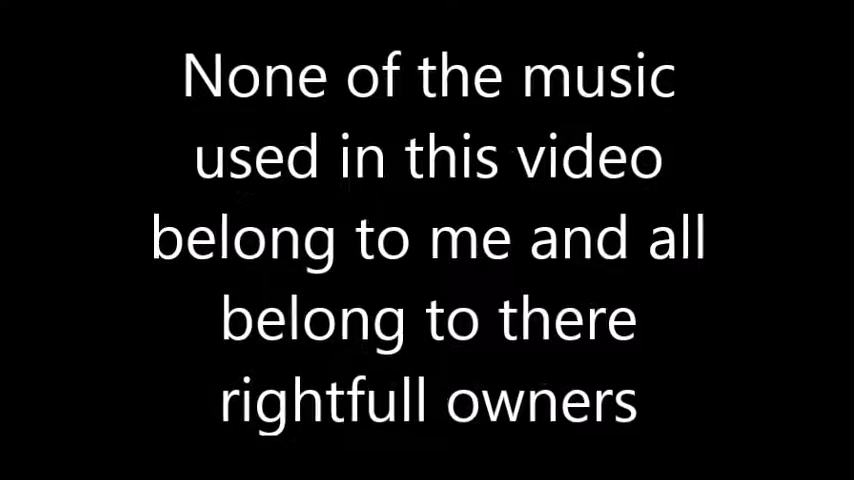 None of the music
used in this video
belong to me and all
belong to there
rightfull owners